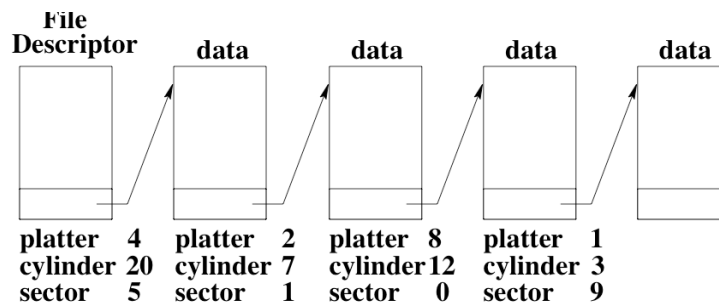 File
Descriptor data data data data
platter 4 platter 2 platter 8 platter 1
cylinder 20 cylinder 7 cylinder 12 cylinder 3
sector 5 sector 1 sector 0 sector 9